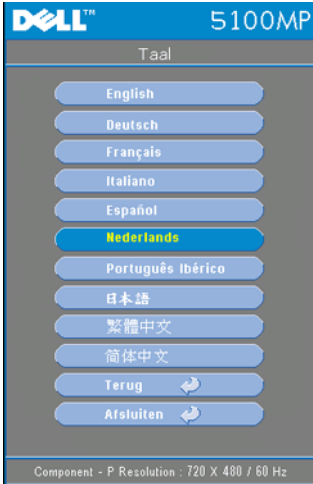 DELL™ 5100MP
Taal
English
Deutsch
Français
Italiano
Español
Nederlands
Português Ibérico
日本語
繁體中文
简体中文
Terug
Afsluiten
Component - P Resolution : 720 X 480 / 60 Hz